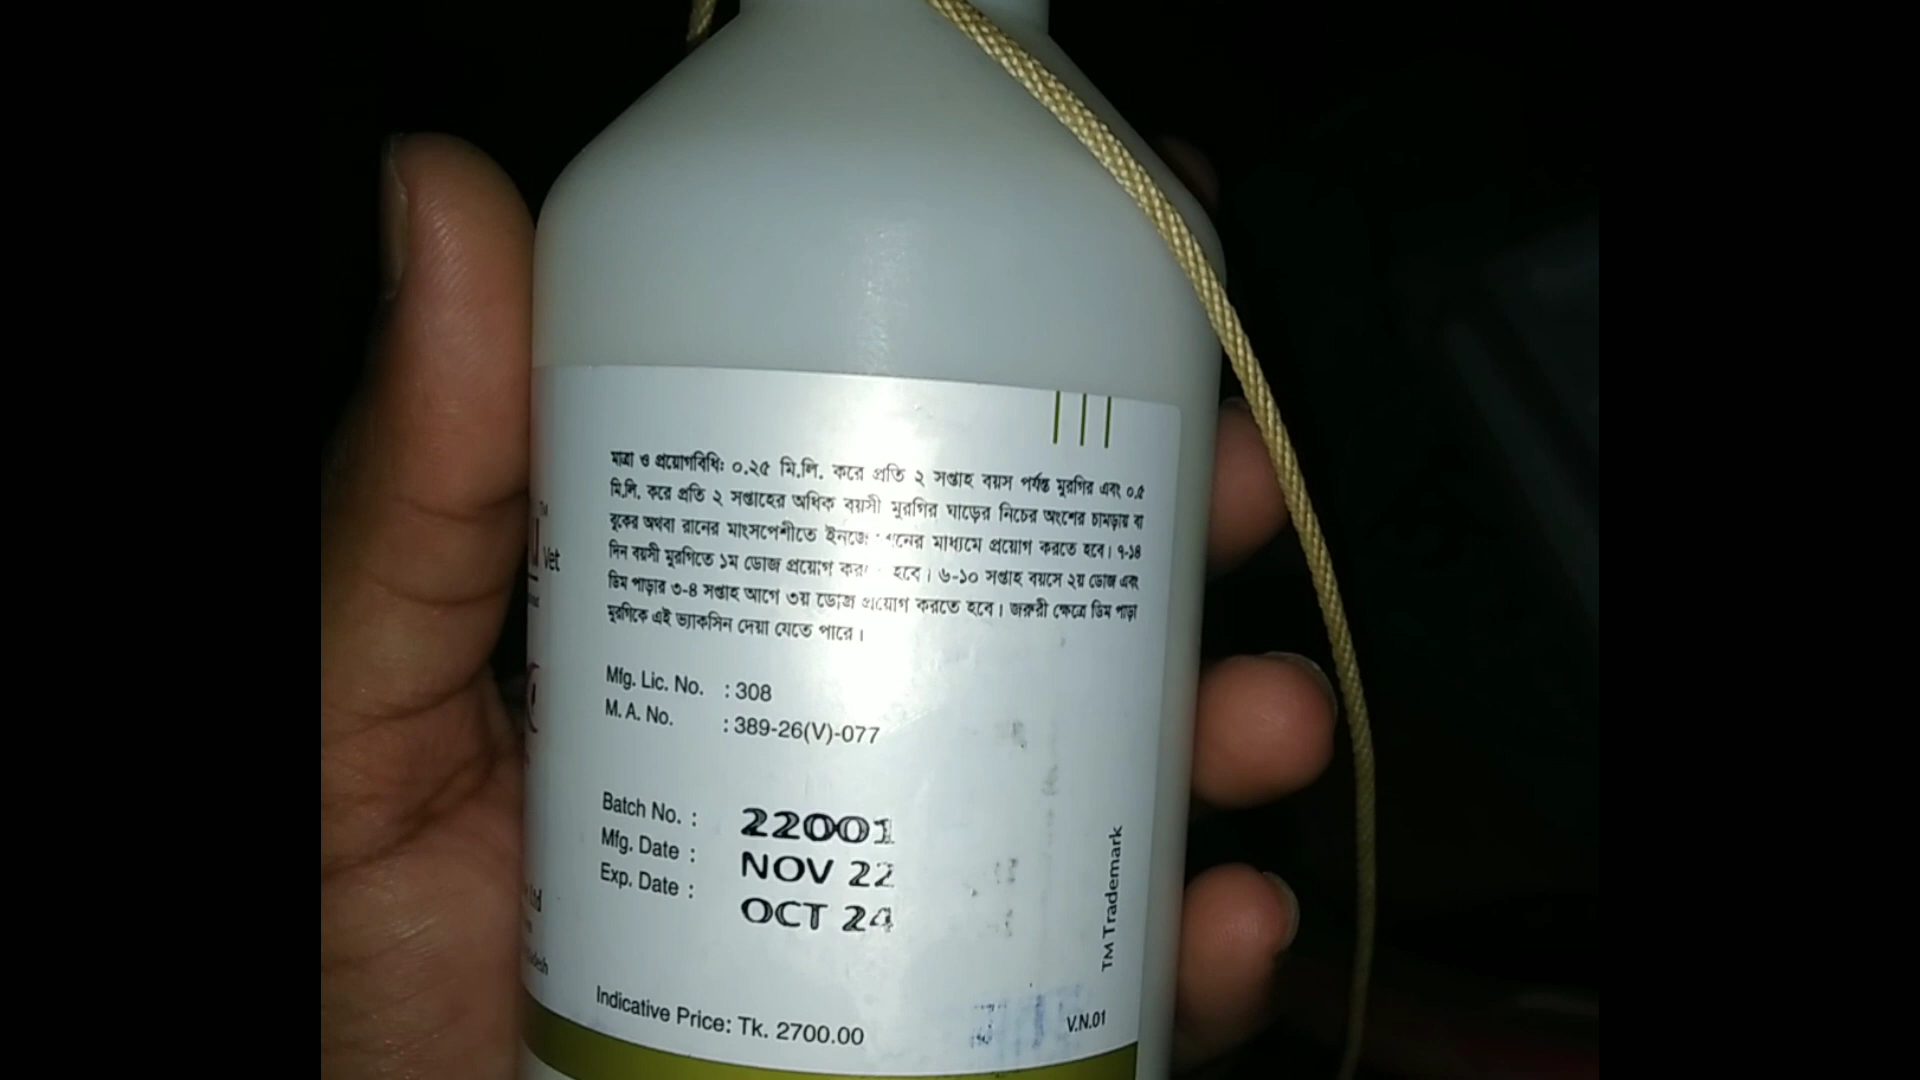 মাত্রা ও প্রয়োগবিধি: ০.২৫ মি.লি. করে প্রতি ২ সপ্তাহ বয়স পর্যন্ত মুরগির এবং ০.৫
মি.লি. করে প্রতি ২ সপ্তাহের অধিক বয়সী মুরগির ঘাড়ের নিচের অংশের চামড়ায় বা
বুকের অথবা রানের মাংসপেশীতে মাধ্যমে প্রয়োগ করতে হবে। ৭-১৪
দিন বয়সী মুরগিতে ১ম ডোজ প্রয়োগ হবে। ৬-১০ সপ্তাহ বয়সে ২য় ডোজ এবং
ডিম পাড়ার ৩-৪ সপ্তাহ আগে ৩য় ডোজ প্রয়োগ করতে হবে। জরুরী ক্ষেত্রে ডিম পাড়া
মুরগিকে এই ভ্যাকসিন দেয়া যেতে পারে।
Vet
Mfg. Lic. No. : 308
M. A. No. : 389-26(V)-077
Batch No. : 22001
Mfg. Date : NOV 22
Exp. Date : OCT 24
Ltd
TM Trademark
Indicative Price: Tk. 2700.00
V.N.01